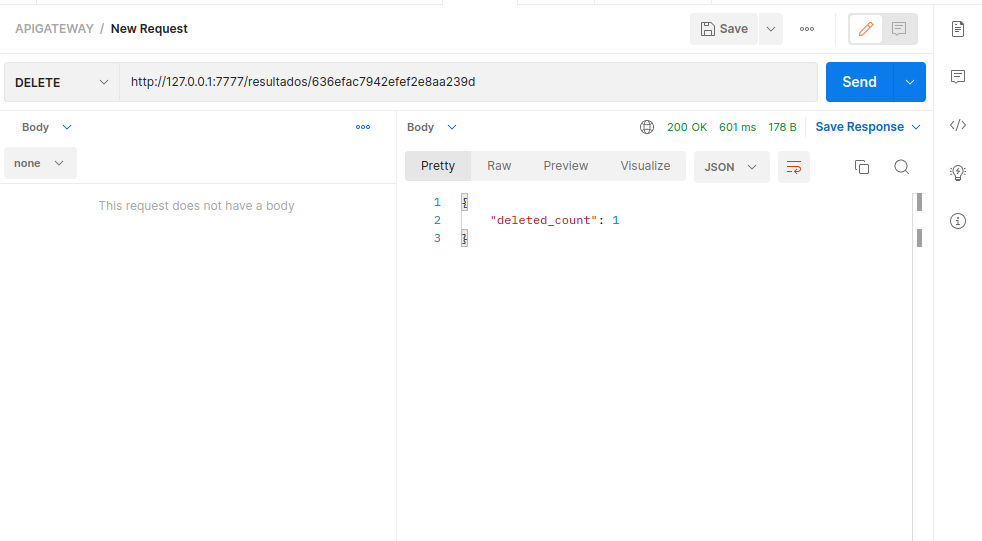 APIGATEWAY / New Request
Save
DELETE
http://127.0.0.1:7777/resultados/636efac7942efef2e8aa239d
Send
Body
none
This request does not have a body
Body
200 OK 601 ms 178 B
Save Response
Pretty Raw Preview Visualize JSON
1 {
2 "deleted_count": 1
3 }